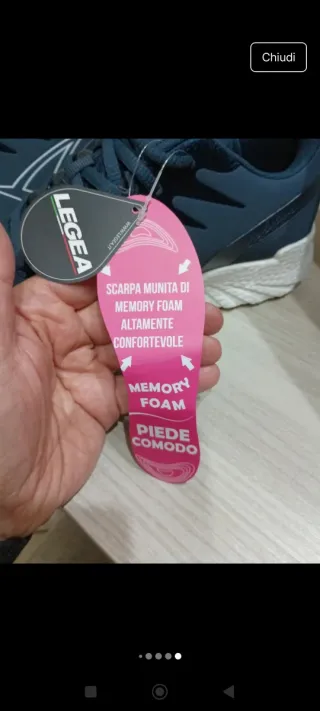 Chiudi
LEGEA
SCARPA MUNITA DI
MEMORY FOAM
ALTAMENTE
CONFORTEVOLE
MEMORY
FOAM
PIEDE
COMODO